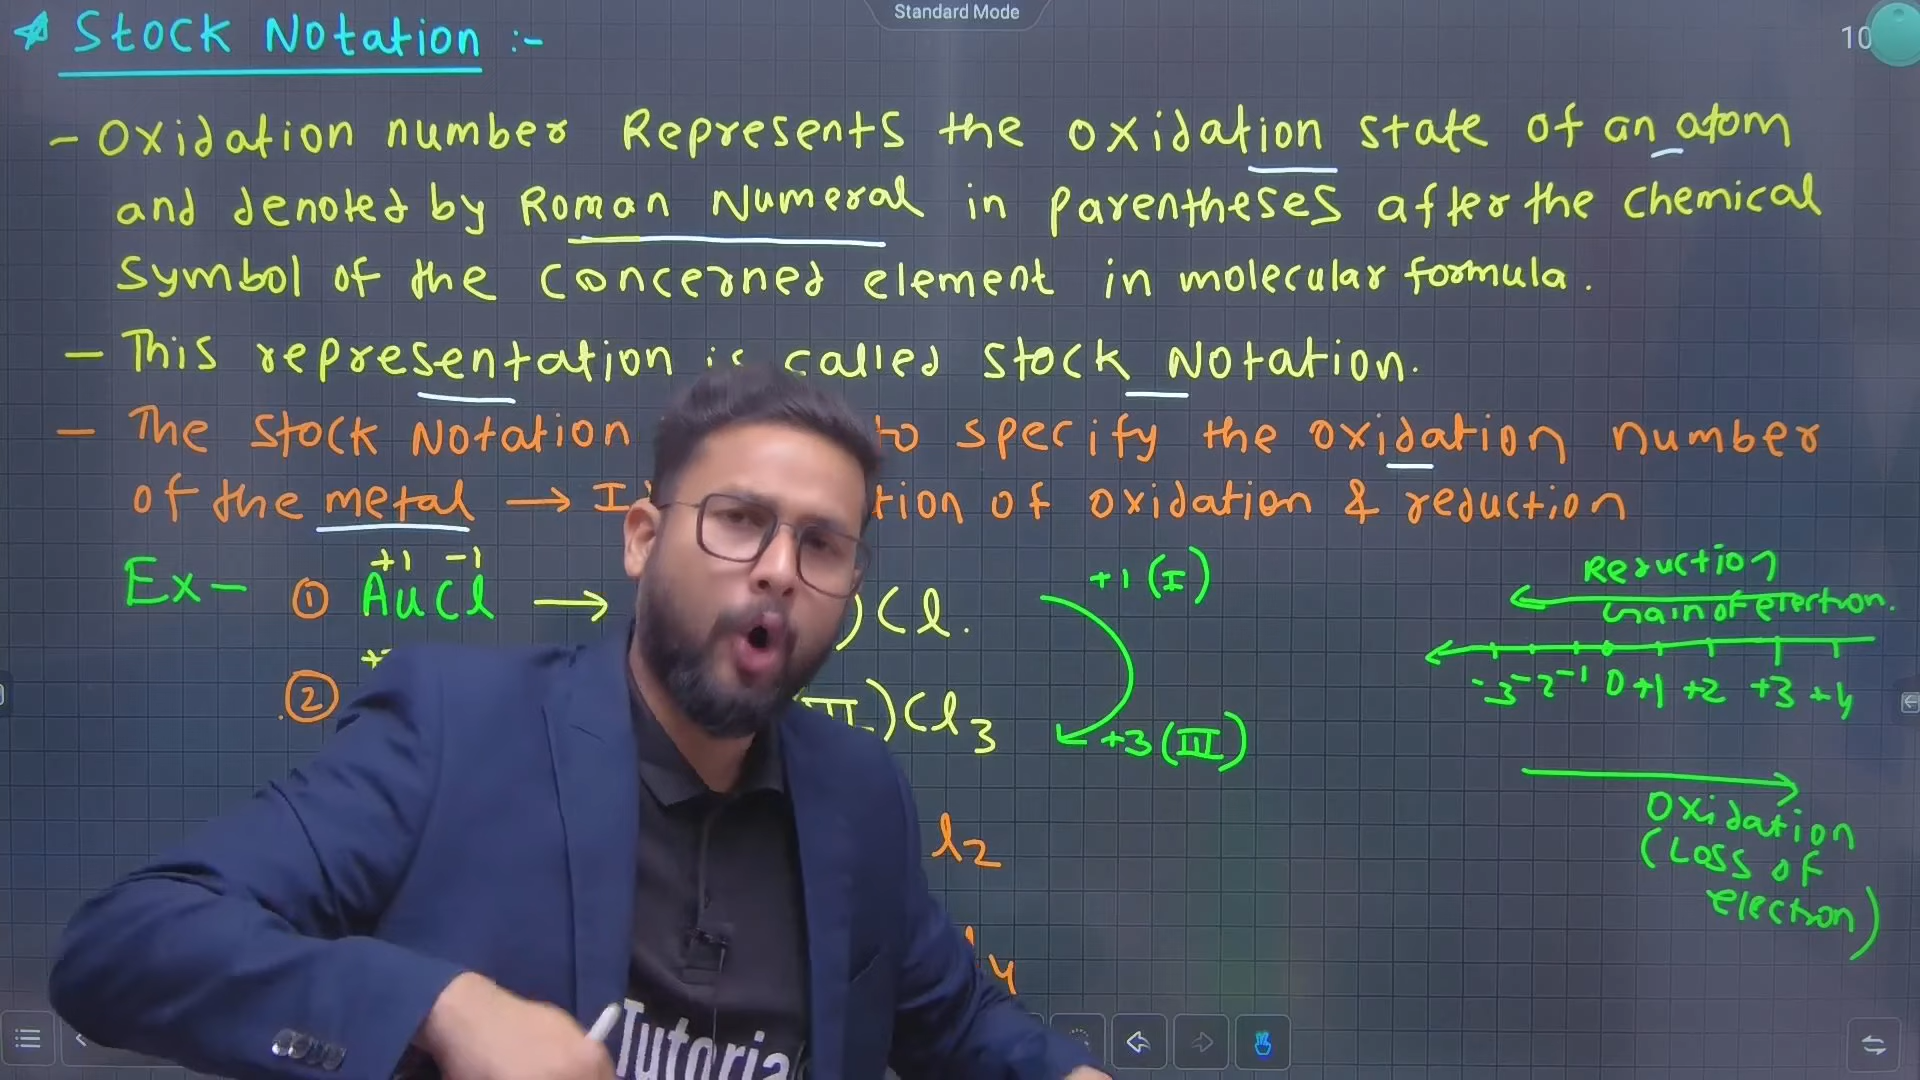 Standard Mode
10
Stock Notation :-
- Oxidation number Represents the oxidation state of an atom
and denoted by Roman Numeral in parentheses after the chemical
Symbol of the concerned element in molecular formula.
- This representation is called Stock Notation.
- The Stock Notation to specify the oxidation number
of the metal → tion of oxidation & reduction
Ex- ① AuCl → )Cl.
+1 -1
+1 (I)
② III)Cl3
+3 (III)
l2
l4
Reduction
Gain of electron.
-3 -2 -1 0 +1 +2 +3 +4
Oxidation
(Loss of
electron)
Tutoria